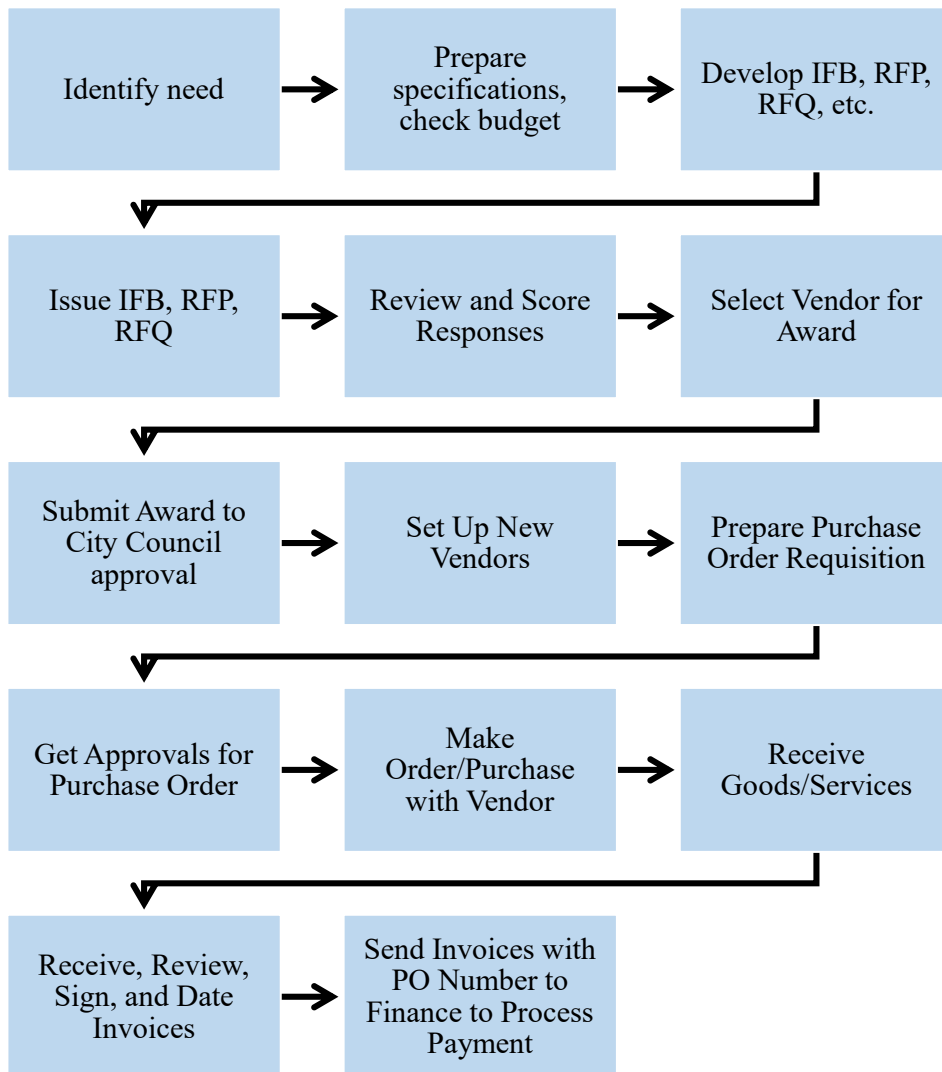 Identify need
Prepare
specifications,
check budget
Develop IFB, RFP,
RFQ, etc.
Issue IFB, RFP,
RFQ
Review and Score
Responses
Select Vendor for
Award
Submit Award to
City Council
approval
Set Up New
Vendors
Prepare Purchase
Order Requisition
Get Approvals for
Purchase Order
Make
Order/Purchase
with Vendor
Receive
Goods/Services
Receive, Review,
Sign, and Date
Invoices
Send Invoices with
PO Number to
Finance to Process
Payment